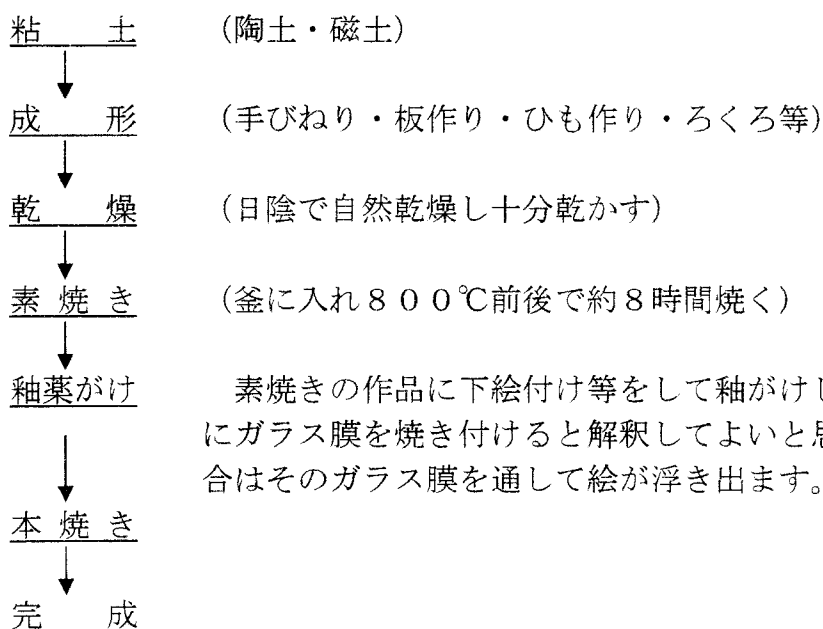 粘　　土　　(陶土・磁土)
成　　形　　(手びねり・板作り・ひも作り・ろくろ等)
乾　　燥　　(日陰で自然乾燥し十分乾かす)
素 焼 き　　(釜に入れ８００℃前後で約８時間焼く)
釉薬がけ　　素焼きの作品に下絵付け等をして釉がけし
にガラス膜を焼き付けると解釈してよいと
合はそのガラス膜を通して絵が浮き出ます。
本 焼 き
完　　成